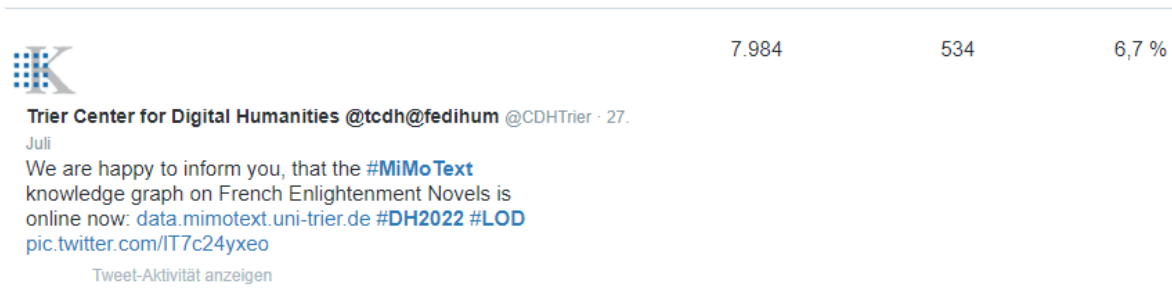 K
7.984 534 6,7 %
Trier Center for Digital Humanities @tcdh@fedihum @CDHTrier · 27.
Juli
We are happy to inform you, that the #MiMoText
knowledge graph on French Enlightenment Novels is
online now: data.mimotext.uni-trier.de #DH2022 #LOD
pic.twitter.com/IT7c24yxeo
Tweet-Aktivität anzeigen